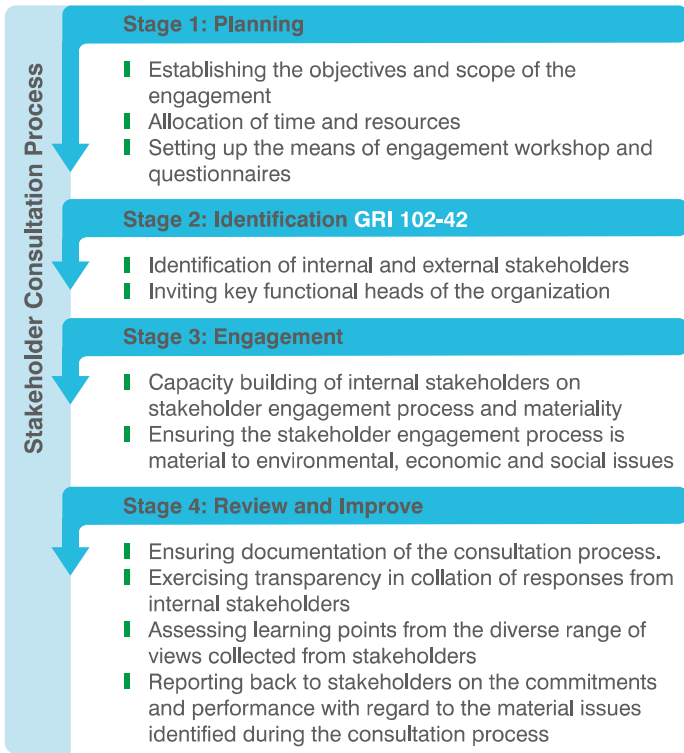 Stakeholder Consultation Process
Stage 1: Planning
Establishing the objectives and scope of the
engagement
Allocation of time and resources
Setting up the means of engagement workshop and
questionnaires
Stage 2: Identification GRI 102-42
Identification of internal and external stakeholders
Inviting key functional heads of the organization
Stage 3: Engagement
Capacity building of internal stakeholders on
stakeholder engagement process and materiality
Ensuring the stakeholder engagement process is
material to environmental, economic and social issues
Stage 4: Review and Improve
Ensuring documentation of the consultation process.
Exercising transparency in collation of responses from
internal stakeholders
Assessing learning points from the diverse range of
views collected from stakeholders
Reporting back to stakeholders on the commitments
and performance with regard to the material issues
identified during the consultation process